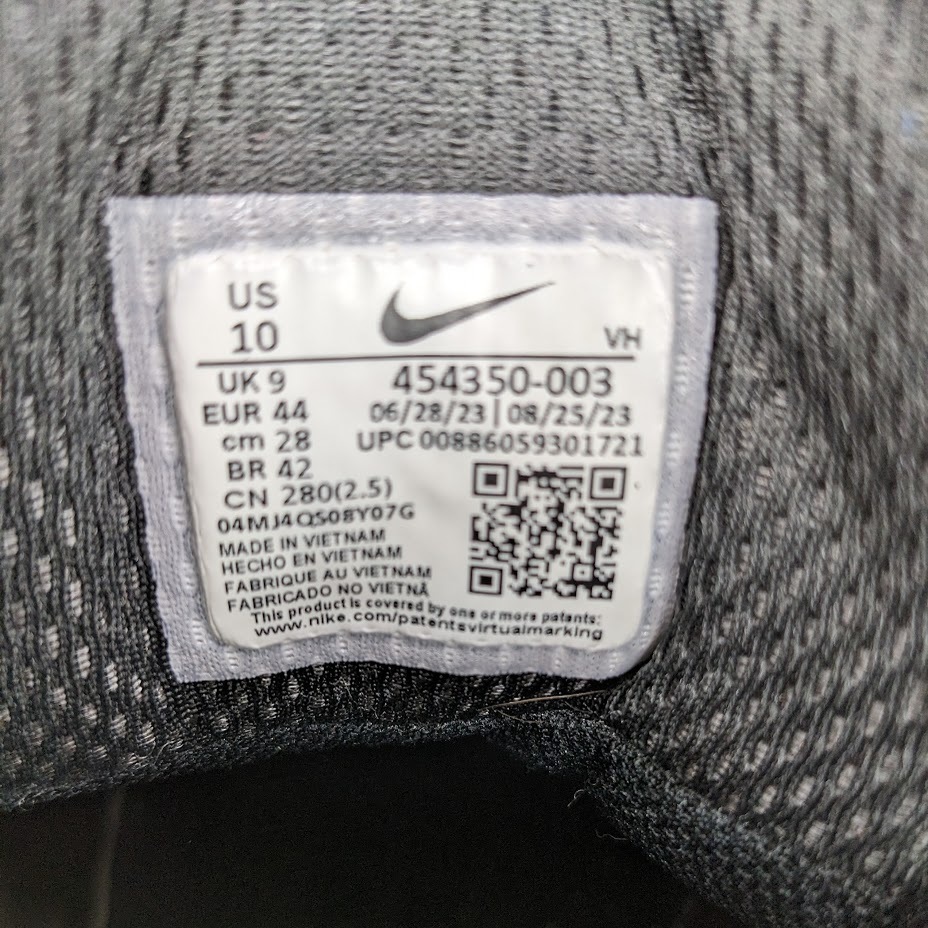 US
10
VH
UK 9
454350-003
EUR 44
06/28/23 | 08/25/23
cm 28
UPC 00886059301721
BR 42
CN 280(2.5)
04MJ4QS08Y07G
MADE IN VIETNAM
HECHO EN VIETNAM
FABRIQUE AU VIETNAM
FABRICADO NO VIETNÃ
This product is covered by one or more patents:
www.nike.com/patentsvirtualmarking